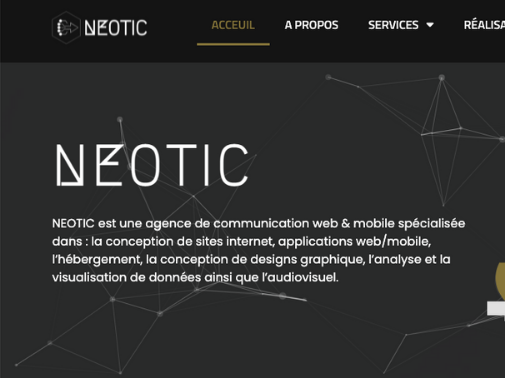 NEOTIC
ACCEUIL
A PROPOS
SERVICES
RÉALISA
NEOTIC
NEOTIC est une agence de communication web & mobile spécialisée
dans : la conception de sites internet, applications web/mobile,
l'hébergement, la conception de designs graphique, l'analyse et la
visualisation de données ainsi que l'audiovisuel.